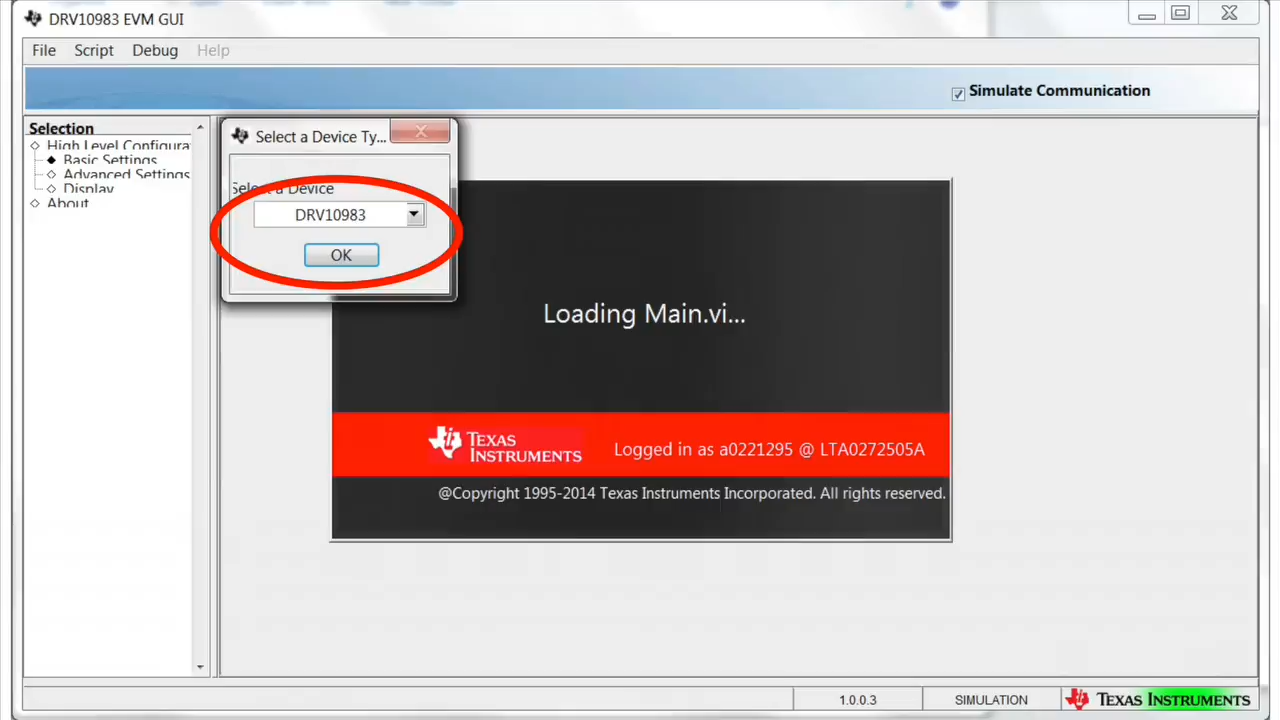 DRV10983 EVM GUI
File Script Debug Help
Simulate Communication
Selection
High Level Configura
Basic Settings
Advanced Settings
Display
About
Select a Device Ty...
Select a Device
DRV10983
OK
Loading Main.vi...
TEXAS INSTRUMENTS
Logged in as a0221295 @ LTA0272505A
@Copyright 1995-2014 Texas Instruments Incorporated. All rights reserved.
1.0.0.3
SIMULATION
TEXAS INSTRUMENTS